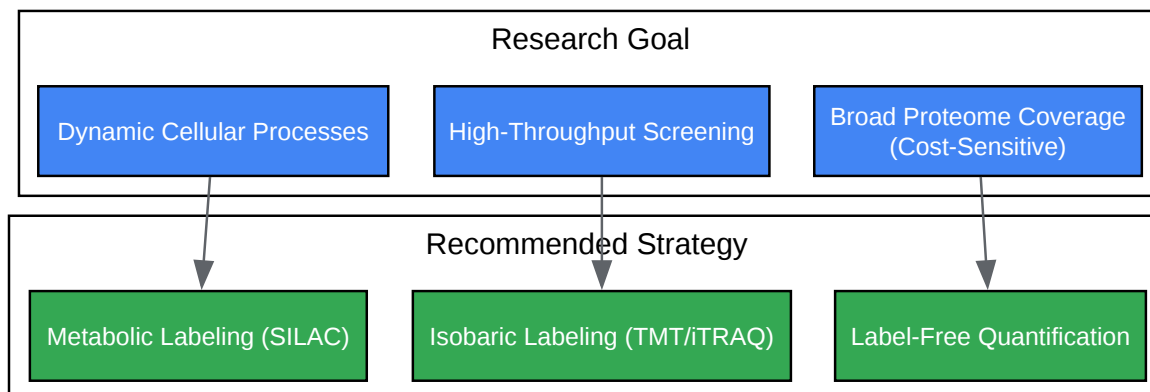 Research Goal
Dynamic Cellular Processes
High-Throughput Screening
Broad Proteome Coverage
(Cost-Sensitive)
Recommended Strategy
Metabolic Labeling (SILAC)
Isobaric Labeling (TMT/iTRAQ)
Label-Free Quantification